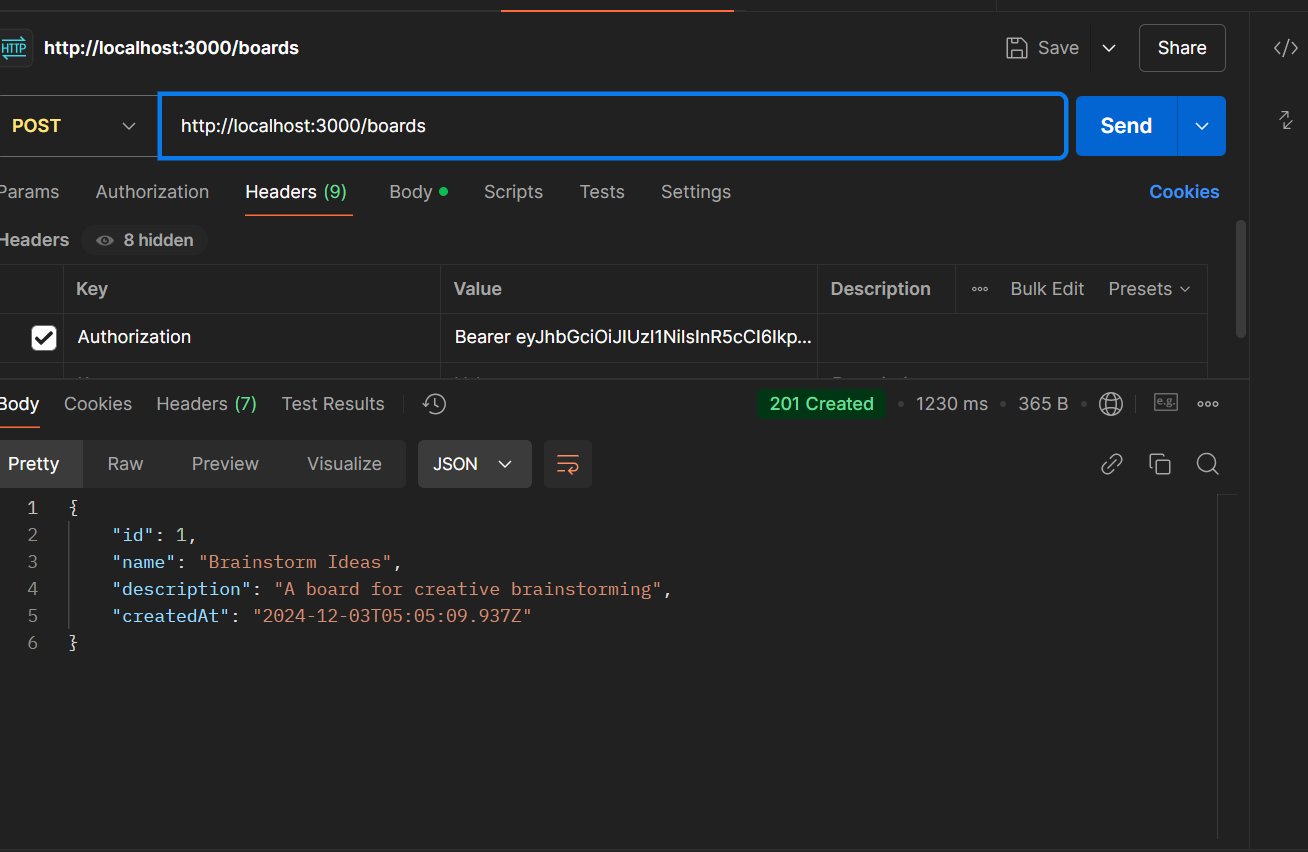 HTTP http://localhost:3000/boards Save Share
POST http://localhost:3000/boards Send
Params Authorization Headers (9) Body Scripts Tests Settings Cookies
Headers 8 hidden
Key Value Description Bulk Edit Presets
Authorization Bearer eyJhbGciOiJIUzI1NiIsInR5cCI6Ikp...
Body Cookies Headers (7) Test Results 201 Created 1230 ms 365 B e.g.
Pretty Raw Preview Visualize JSON
1 {
2 "id": 1,
3 "name": "Brainstorm Ideas",
4 "description": "A board for creative brainstorming",
5 "createdAt": "2024-12-03T05:05:09.937Z"
6 }